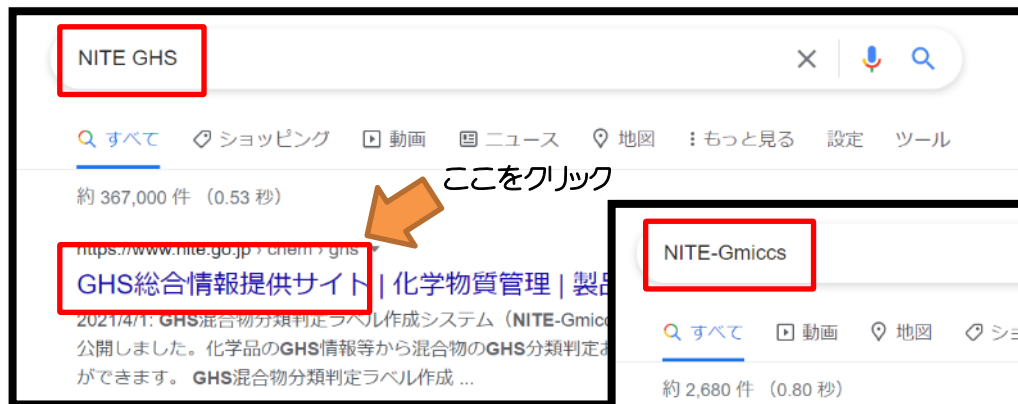 NITE GHS
すべて ショッピング 動画 ニュース 地図 もっと見る 設定 ツール
約 367,000 件 (0.53 秒)
ここをクリック
https://www.nite.go.jp › chem › ghs
GHS総合情報提供サイト | 化学物質管理 | 製品
2021/4/1: GHS混合物分類判定ラベル作成システム(NITE-Gmicc
公開しました。化学品のGHS情報等から混合物のGHS分類判定お
ができます。 GHS混合物分類判定ラベル作成 ...
NITE-Gmiccs
すべて 動画 地図 ショ
約 2,680 件 (0.80 秒)